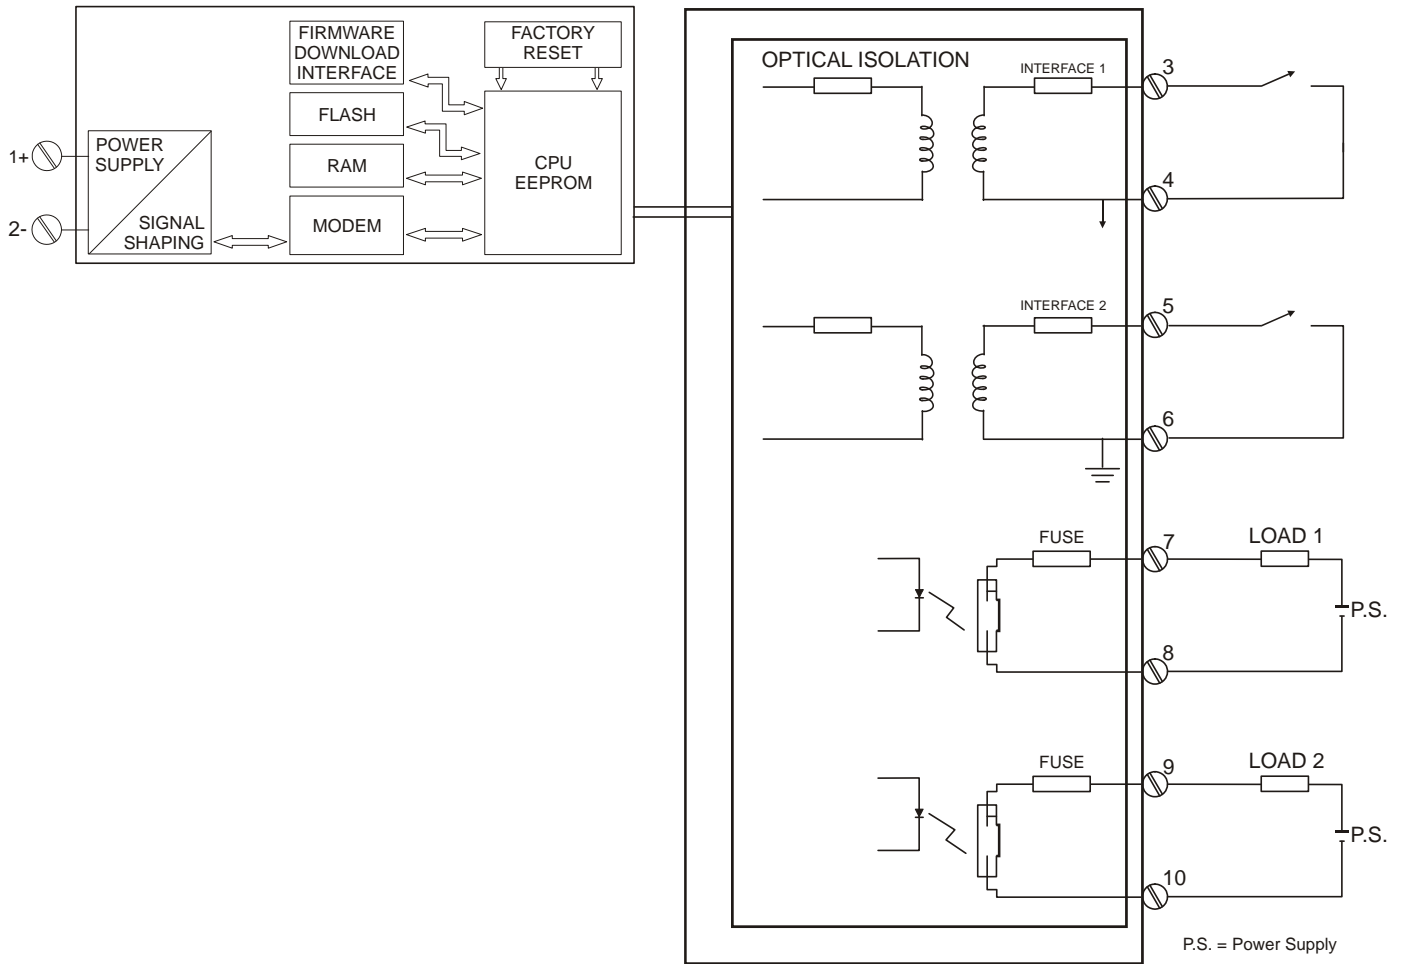 FIRMWARE
DOWNLOAD
INTERFACE
FACTORY
RESET
FLASH
RAM
MODEM
CPU
EEPROM
1+
2-
POWER
SUPPLY
SIGNAL
SHAPING
OPTICAL ISOLATION
INTERFACE 1
3
4
INTERFACE 2
5
6
FUSE
7
LOAD 1
P.S.
8
FUSE
9
LOAD 2
P.S.
10
P.S. = Power Supply